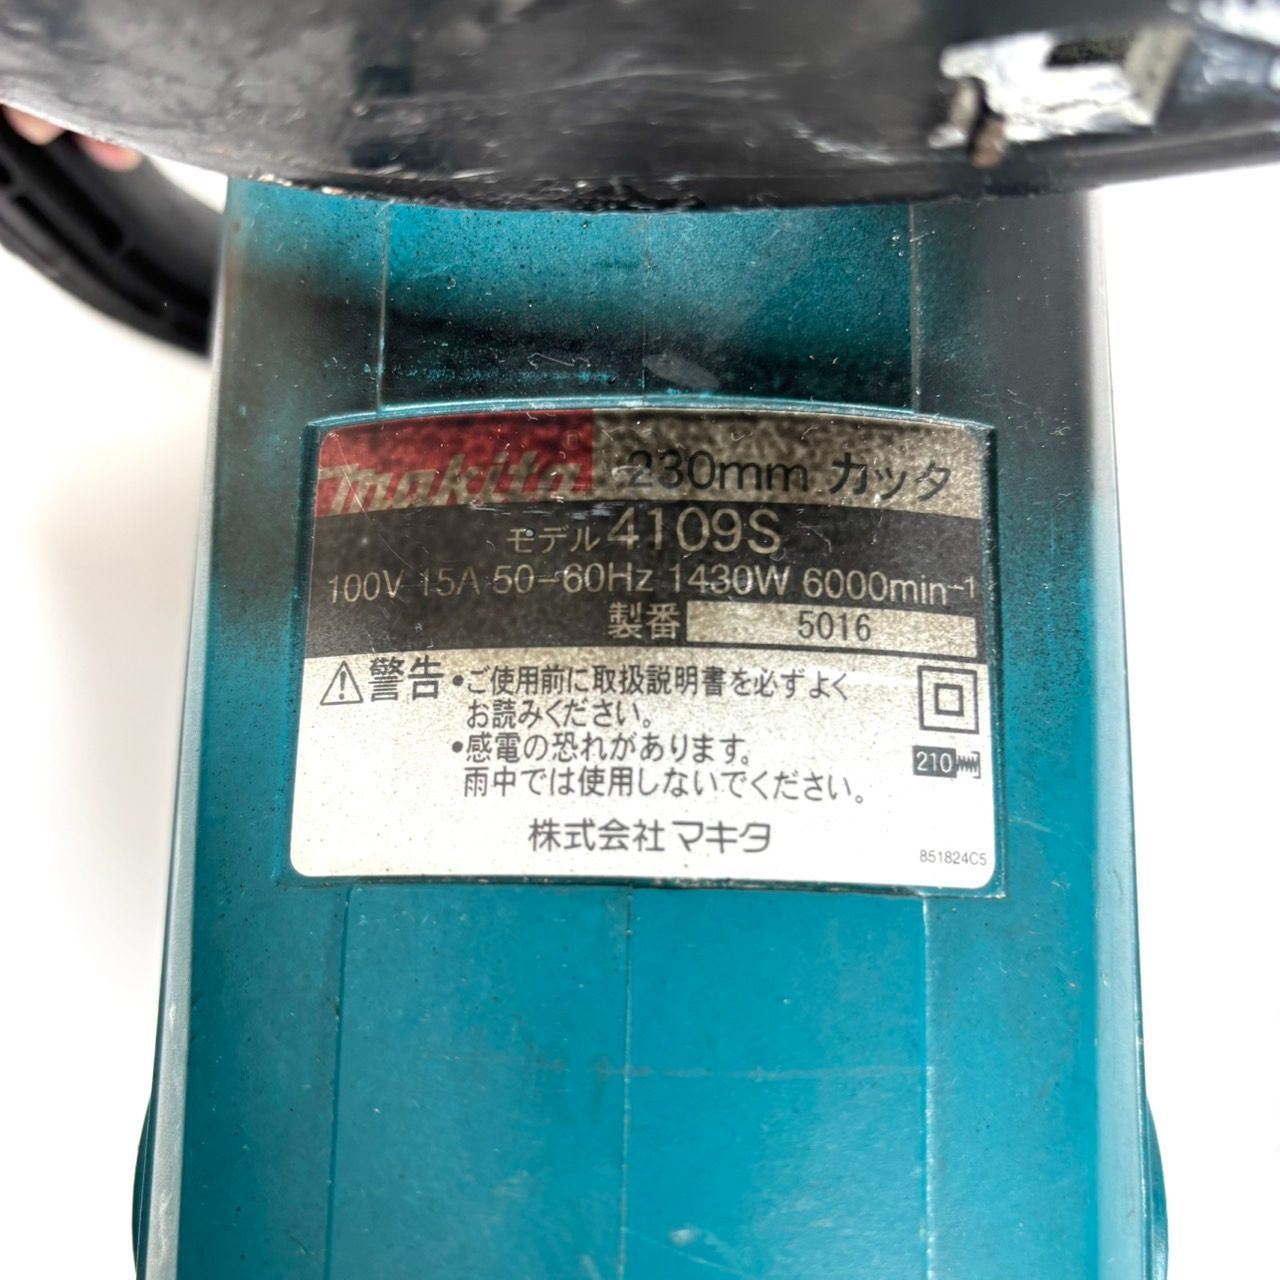 makita 230mm カッタ
モデル 4109S
100V 15A 50-60Hz 1430W 6000min⁻¹
製番 5016
警告 •ご使用前に取扱説明書を必ずよく
お読みください。
•感電の恐れがあります。
雨中では使用しないでください。
210
株式会社マキタ
851824C5